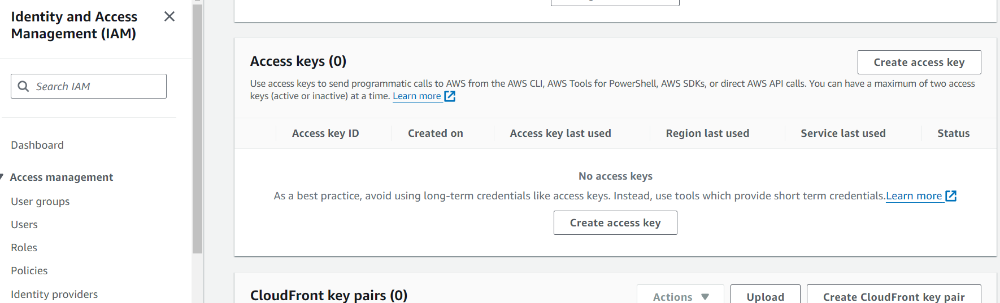 Identity and Access
Management (IAM)
Search IAM
Dashboard
Access management
User groups
Users
Roles
Policies
Identity providers
Access keys (0)
Create access key
Use access keys to send programmatic calls to AWS from the AWS CLI, AWS Tools for PowerShell, AWS SDKs, or direct AWS API calls. You can have a maximum of two access
keys (active or inactive) at a time. Learn more
Access key ID
Created on
Access key last used
Region last used
Service last used
Status
No access keys
As a best practice, avoid using long-term credentials like access keys. Instead, use tools which provide short term credentials.Learn more
Create access key
CloudFront key pairs (0)
Actions
Upload
Create CloudFront key pair